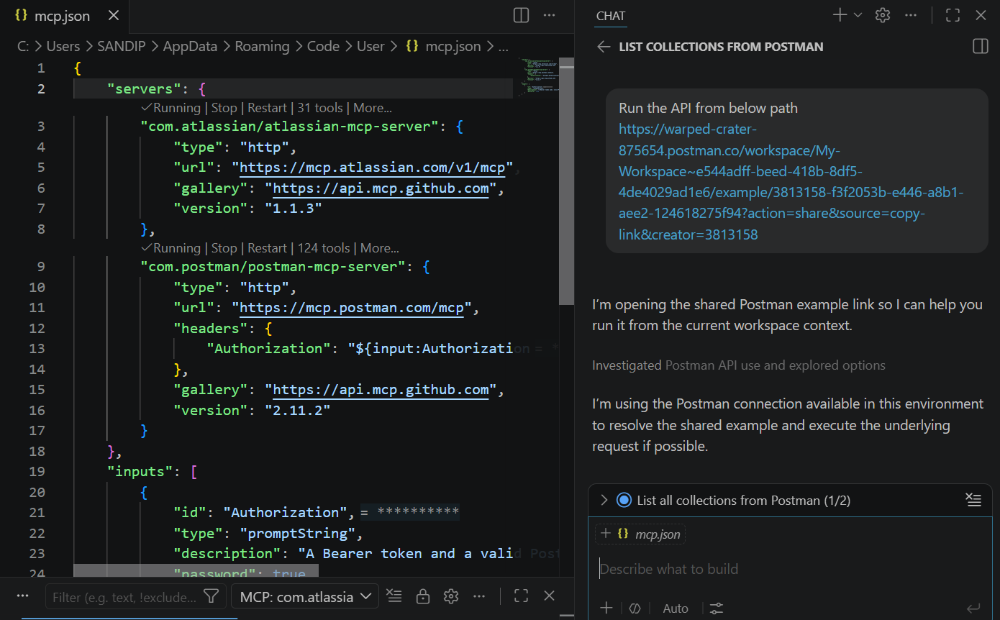 {} mcp.json
C: > Users > SANDIP > AppData > Roaming > Code > User > {} mcp.json > ...
1 {
2 "servers": {
✓Running | Stop | Restart | 31 tools | More...
3 "com.atlassian/atlassian-mcp-server": {
4 "type": "http",
5 "url": "https://mcp.atlassian.com/v1/mcp",
6 "gallery": "https://api.mcp.github.com",
7 "version": "1.1.3"
8 },
✓Running | Stop | Restart | 124 tools | More...
9 "com.postman/postman-mcp-server": {
10 "type": "http",
11 "url": "https://mcp.postman.com/mcp",
12 "headers": {
13 "Authorization": "${input:Authorization = *
14 },
15 "gallery": "https://api.mcp.github.com",
16 "version": "2.11.2"
17 }
18 },
19 "inputs": [
20 {
21 "id": "Authorization", = **********
22 "type": "promptString",
23 "description": "A Bearer token and a valid Post
24 "password": true
Filter (e.g. text, !exclude...
MCP: com.atlassia
CHAT
LIST COLLECTIONS FROM POSTMAN
Run the API from below path
https://warped-crater-
875654.postman.co/workspace/My-
Workspace~e544adff-beed-418b-8df5-
4de4029ad1e6/example/3813158-f3f2053b-e446-a8b1-
aee2-124618275f94?action=share&source=copy-
link&creator=3813158
I'm opening the shared Postman example link so I can help you
run it from the current workspace context.
Investigated Postman API use and explored options
I'm using the Postman connection available in this environment
to resolve the shared example and execute the underlying
request if possible.
List all collections from Postman (1/2)
{} mcp.json
Describe what to build
Auto